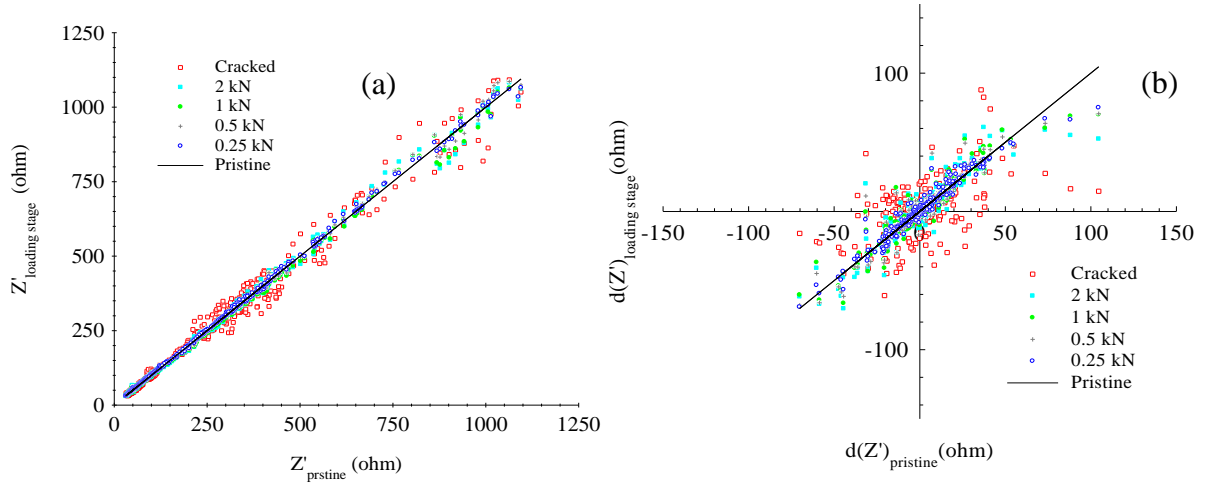 1250
1000
750
500
250
0
0
250
500
750
1000
1250
Z'loading stage (ohm)
Z'prstine (ohm)
(a)
Cracked
2 kN
1 kN
0.5 kN
0.25 kN
Pristine
100
-100
-150
-100
-50
0
50
100
150
d(Z')loading stage(ohm)
d(Z')pristine(ohm)
(b)
Cracked
2 kN
1 kN
0.5 kN
0.25 kN
Pristine